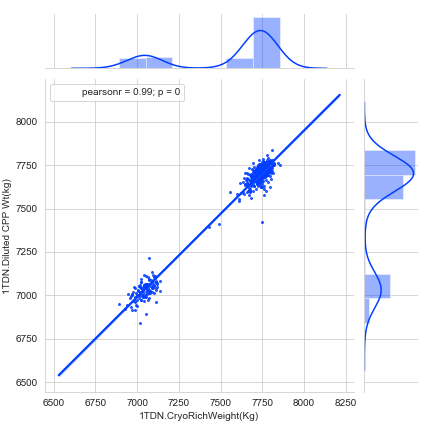 pearsonr = 0.99; p = 0
8000
7750
7500
7250
7000
6750
6500
1TDN.Diluted CPP Wt(kg)
6500 6750 7000 7250 7500 7750 8000 8250
1TDN.CryoRichWeight(Kg)